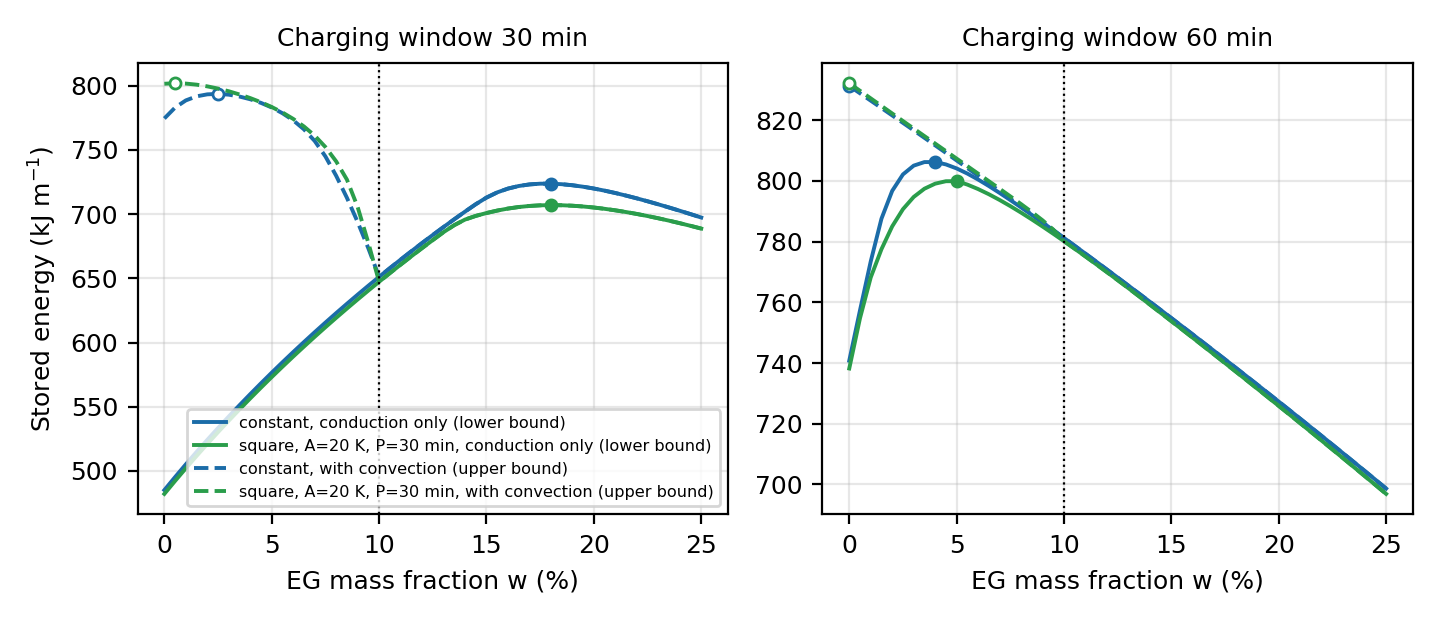 Charging window 30 min
Stored energy (kJ m⁻¹)
800
750
700
650
600
550
500
constant, conduction only (lower bound)
square, A=20 K, P=30 min, conduction only (lower bound)
constant, with convection (upper bound)
square, A=20 K, P=30 min, with convection (upper bound)
0 5 10 15 20 25
EG mass fraction w (%)
Charging window 60 min
820
800
780
760
740
720
700
0 5 10 15 20 25
EG mass fraction w (%)